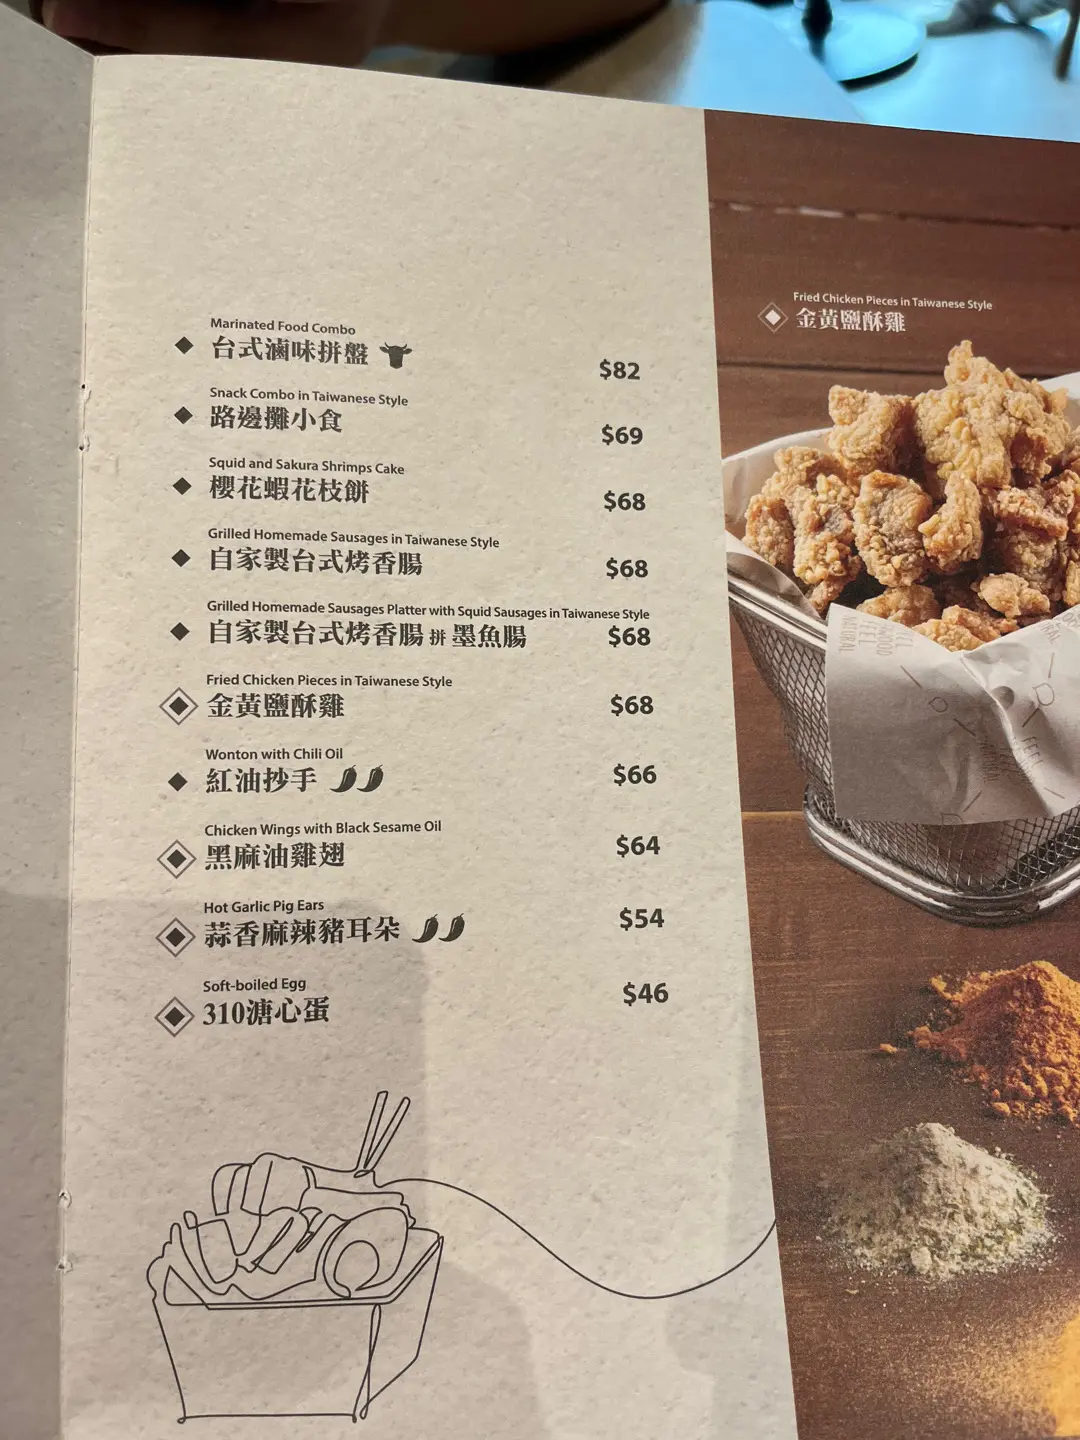 Marinated Food Combo
台式滷味拼盤
$82
Snack Combo in Taiwanese Style
路邊攤小食
$69
Squid and Sakura Shrimps Cake
櫻花蝦花枝餅
$68
Grilled Homemade Sausages in Taiwanese Style
自家製台式烤香腸
$68
Grilled Homemade Sausages Platter with Squid Sausages in Taiwanese Style
自家製台式烤香腸 拼 墨魚腸
$68
Fried Chicken Pieces in Taiwanese Style
金黃鹽酥雞
$68
Wonton with Chili Oil
紅油抄手
$66
Chicken Wings with Black Sesame Oil
黑麻油雞翅
$64
Hot Garlic Pig Ears
蒜香麻辣豬耳朵
$54
Soft-boiled Egg
310溏心蛋
$46
Fried Chicken Pieces in Taiwanese Style
金黃鹽酥雞